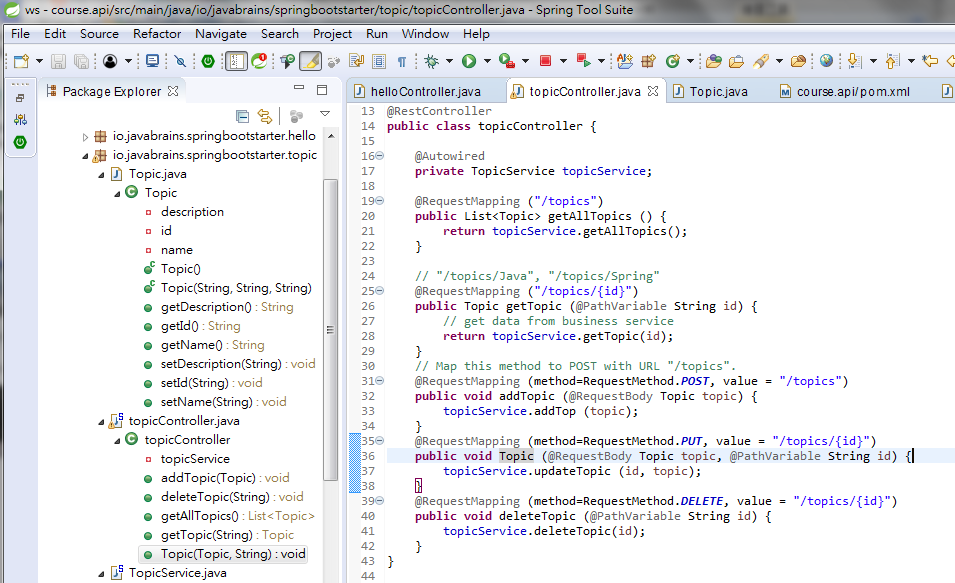 ws - course.api/src/main/java/io/javabrains/springbootstarter/topic/topicController.java - Spring Tool Suite
File Edit Source Refactor Navigate Search Project Run Window Help
Package Explorer
io.javabrains.springbootstarter.hello
io.javabrains.springbootstarter.topic
Topic.java
Topic
description
id
name
Topic()
Topic(String, String, String)
getDescription() : String
getId() : String
getName() : String
setDescription(String) : void
setId(String) : void
setName(String) : void
topicController.java
topicController
topicService
addTopic(Topic) : void
deleteTopic(String) : void
getAllTopics() : List<Topic>
getTopic(String) : Topic
Topic(Topic, String) : void
TopicService.java
helloController.java topicController.java Topic.java course.api/pom.xml
13 @RestController
14 public class topicController {
15
16 @Autowired
17 private TopicService topicService;
18
19 @RequestMapping ("/topics")
20 public List<Topic> getAllTopics () {
21 return topicService.getAllTopics();
22 }
23
24 // "/topics/Java", "/topics/Spring"
25 @RequestMapping ("/topics/{id}")
26 public Topic getTopic (@PathVariable String id) {
27 // get data from business service
28 return topicService.getTopic(id);
29 }
30 // Map this method to POST with URL "/topics".
31 @RequestMapping (method=RequestMethod.POST, value = "/topics")
32 public void addTopic (@RequestBody Topic topic) {
33 topicService.addTop (topic);
34 }
35 @RequestMapping (method=RequestMethod.PUT, value = "/topics/{id}")
36 public void Topic (@RequestBody Topic topic, @PathVariable String id) {
37 topicService.updateTopic (id, topic);
38 }
39 @RequestMapping (method=RequestMethod.DELETE, value = "/topics/{id}")
40 public void deleteTopic (@PathVariable String id) {
41 topicService.deleteTopic(id);
42 }
43 }
44